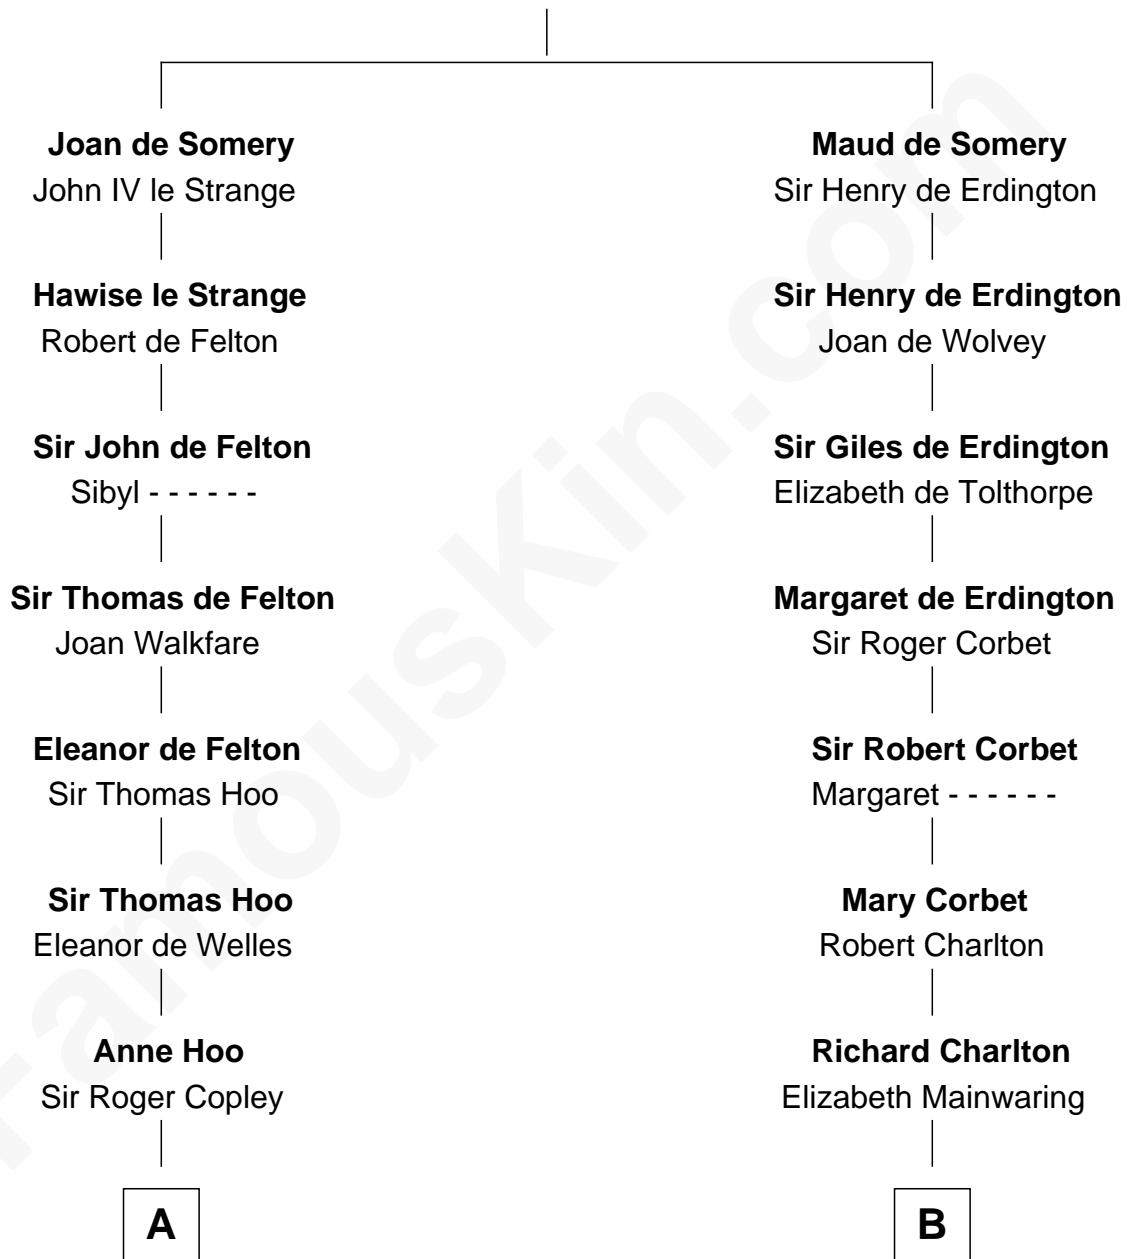 Joan de Somery
John IV le Strange
Hawise le Strange
Robert de Felton
Sir John de Felton
Sibyl - - - - - -
Sir Thomas de Felton
Joan Walkfare
Eleanor de Felton
Sir Thomas Hoo
Sir Thomas Hoo
Eleanor de Welles
Anne Hoo
Sir Roger Copley
A
Maud de Somery
Sir Henry de Erdington
Sir Henry de Erdington
Joan de Wolvey
Sir Giles de Erdington
Elizabeth de Tolthorpe
Margaret de Erdington
Sir Roger Corbet
Sir Robert Corbet
Margaret - - - - - -
Mary Corbet
Robert Charlton
Richard Charlton
Elizabeth Mainwaring
B
FamousKin.com